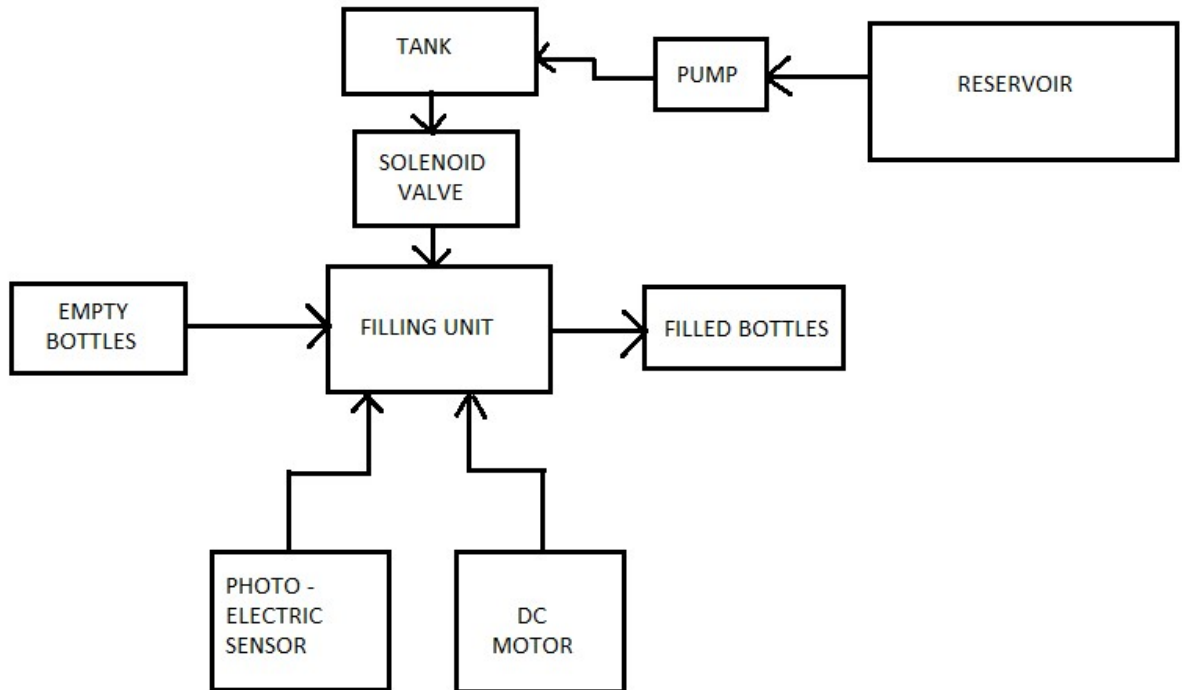 TANK
PUMP
RESERVOIR
SOLENOID
VALVE
EMPTY
BOTTLES
FILLING UNIT
FILLED BOTTLES
PHOTO -
ELECTRIC
SENSOR
DC
MOTOR